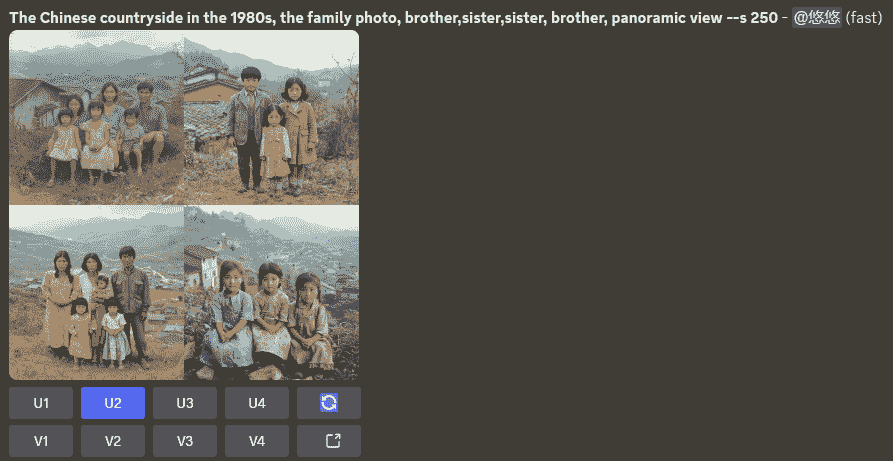 The Chinese countryside in the 1980s, the family photo, brother,sister,sister, brother, panoramic view --s 250 - @悠悠 (fast)
U1 U2 U3 U4
V1 V2 V3 V4